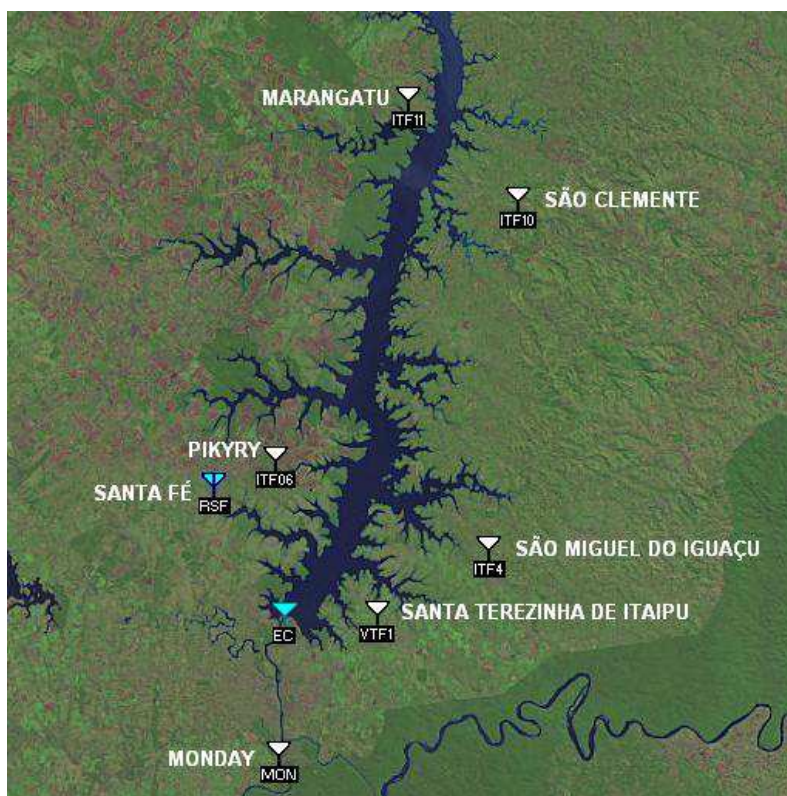 MARANGATU
ITF11
SÃO CLEMENTE
ITF10
PIKYRY
ITF06
SANTA FÉ
RSF
SÃO MIGUEL DO IGUAÇU
ITF4
SANTA TEREZINHA DE ITAIPU
EC
VTF1
MONDAY
MON